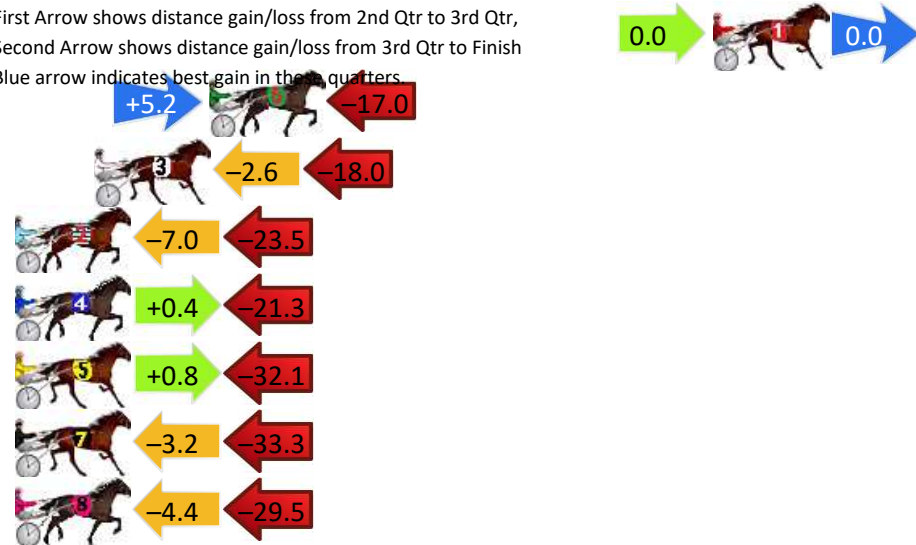 First Arrow shows distance gain/loss from 2nd Qtr to 3rd Qtr,
Second Arrow shows distance gain/loss from 3rd Qtr to Finish
Blue arrow indicates best gain in these quarters.
0.0 1 0.0
+5.2 6 –17.0
3 –2.6 –18.0
2 –7.0 –23.5
4 +0.4 –21.3
5 +0.8 –32.1
7 –3.2 –33.3
8 –4.4 –29.5